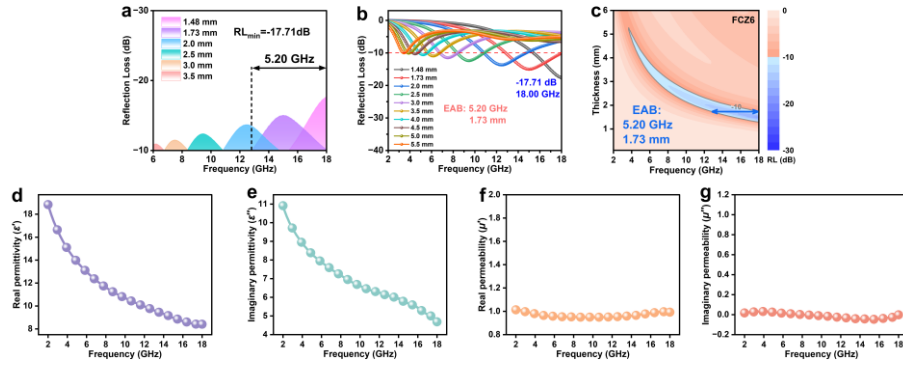 a
RLmin=-17.71dB
5.20 GHz
1.48 mm
1.73 mm
2.0 mm
2.5 mm
3.0 mm
3.5 mm
Reflection Loss (dB)
-30
-20
-10
6 8 10 12 14 16 18
Frequency (GHz)
b
Reflection Loss (dB)
0
-10
-20
-30
-40
1.48 mm
1.73 mm
2.0 mm
2.5 mm
3.0 mm
3.5 mm
4.0 mm
4.5 mm
5.0 mm
5.5 mm
-17.71 dB
18.00 GHz
EAB: 5.20 GHz
1.73 mm
2 4 6 8 10 12 14 16 18
Frequency (GHz)
c
FCZ6
Thickness (mm)
6
5
4
3
2
1
-10
EAB:
5.20 GHz
1.73 mm
2 4 6 8 10 12 14 16 18
Frequency (GHz)
0
-10
-20
-30
RL (dB)
d
Real permittivity (ε′)
18
16
14
12
10
8
2 4 6 8 10 12 14 16 18
Frequency (GHz)
e
Imaginary permittivity (ε″)
11
10
9
8
7
6
5
4
2 4 6 8 10 12 14 16 18
Frequency (GHz)
f
Real permeability (μ′)
2.0
1.8
1.6
1.4
1.2
1.0
0.8
2 4 6 8 10 12 14 16 18
Frequency (GHz)
g
Imaginary permeability (μ″)
1.2
1.0
0.8
0.6
0.4
0.2
0.0
-0.2
2 4 6 8 10 12 14 16 18
Frequency (GHz)